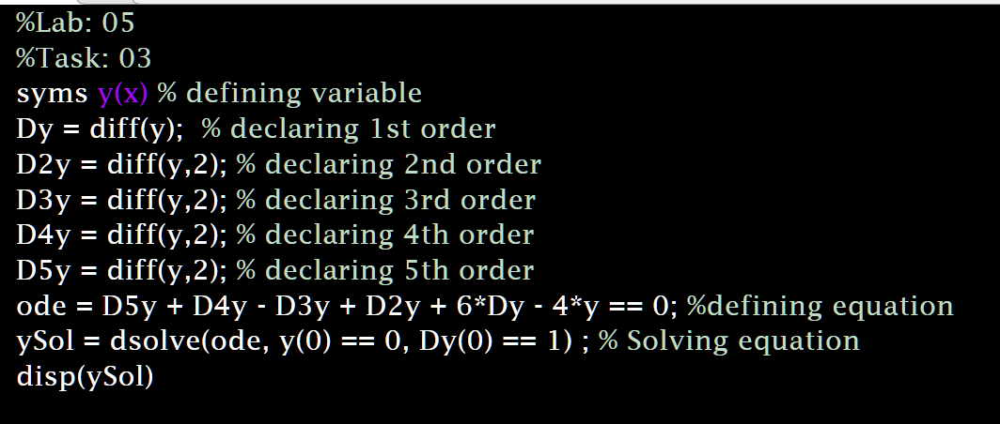 %Lab: 05
%Task: 03
syms y(x) % defining variable
Dy = diff(y);  % declaring 1st order
D2y = diff(y,2); % declaring 2nd order
D3y = diff(y,2); % declaring 3rd order
D4y = diff(y,2); % declaring 4th order
D5y = diff(y,2); % declaring 5th order
ode = D5y + D4y - D3y + D2y + 6*Dy - 4*y == 0; %defining equation
ySol = dsolve(ode, y(0) == 0, Dy(0) == 1) ; % Solving equation
disp(ySol)